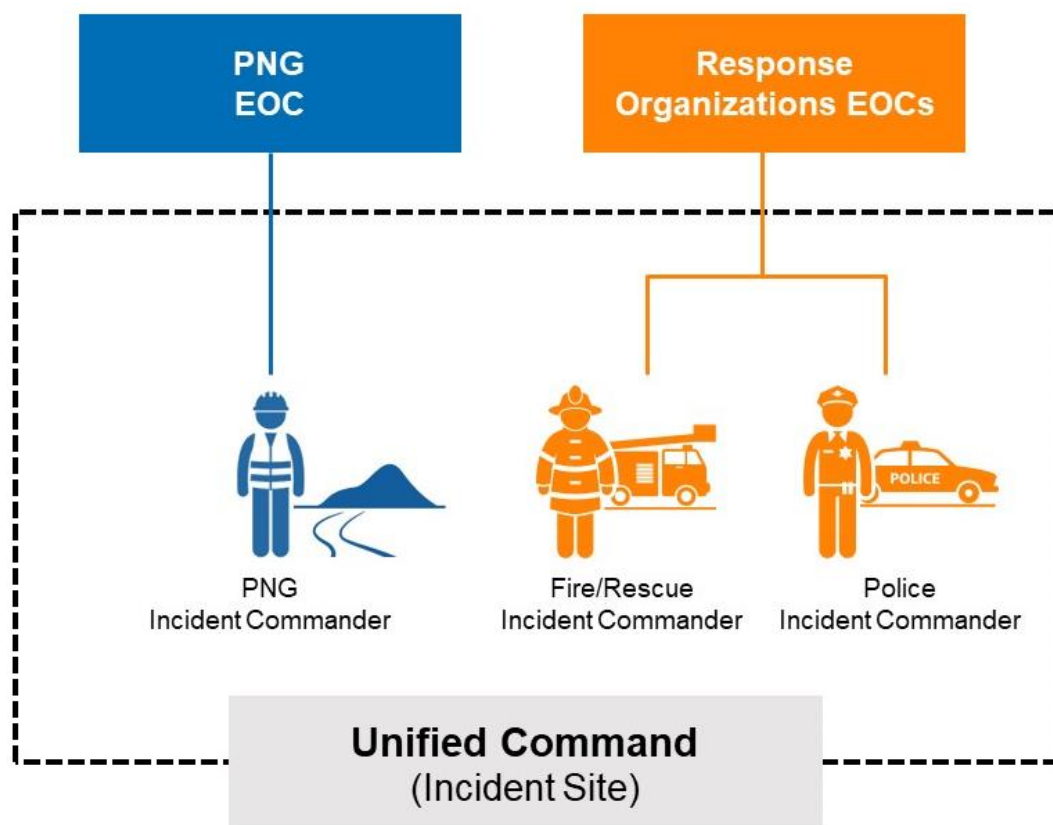 PNG
EOC
Response
Organizations EOCs
POLICE
PNG
Incident Commander
Fire/Rescue
Incident Commander
Police
Incident Commander
Unified Command
(Incident Site)